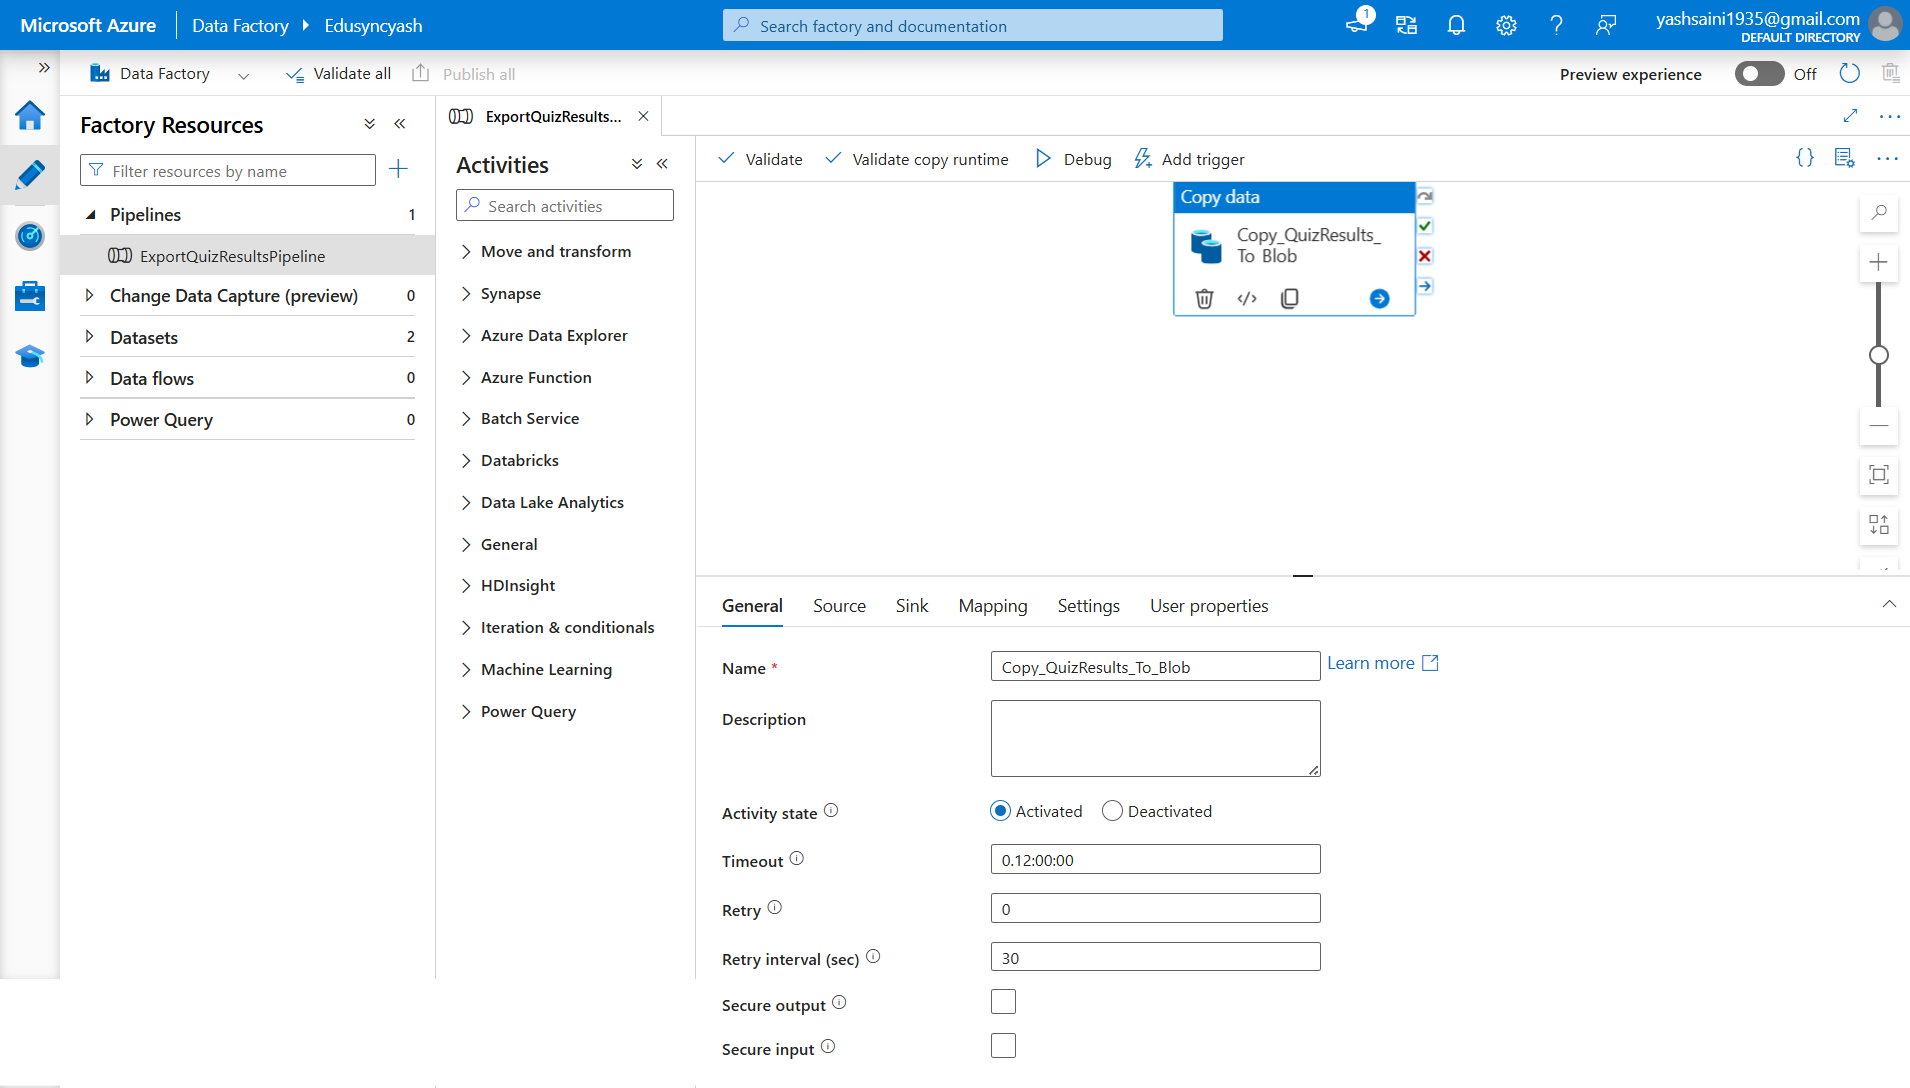 Microsoft Azure
Data Factory
Edusyncyash
Search factory and documentation
1
yashsaini1935@gmail.com
DEFAULT DIRECTORY
Data Factory
Validate all
Publish all
Preview experience
Off
Factory Resources
Filter resources by name
Pipelines 1
ExportQuizResultsPipeline
Change Data Capture (preview) 0
Datasets 2
Data flows 0
Power Query 0
ExportQuizResults...
Activities
Search activities
Move and transform
Synapse
Azure Data Explorer
Azure Function
Batch Service
Databricks
Data Lake Analytics
General
HDInsight
Iteration & conditionals
Machine Learning
Power Query
Validate
Validate copy runtime
Debug
Add trigger
Copy data
Copy_QuizResults_
To Blob
General
Source
Sink
Mapping
Settings
User properties
Name *
Copy_QuizResults_To_Blob
Learn more
Description
Activity state
Activated
Deactivated
Timeout
0.12:00:00
Retry
0
Retry interval (sec)
30
Secure output
Secure input